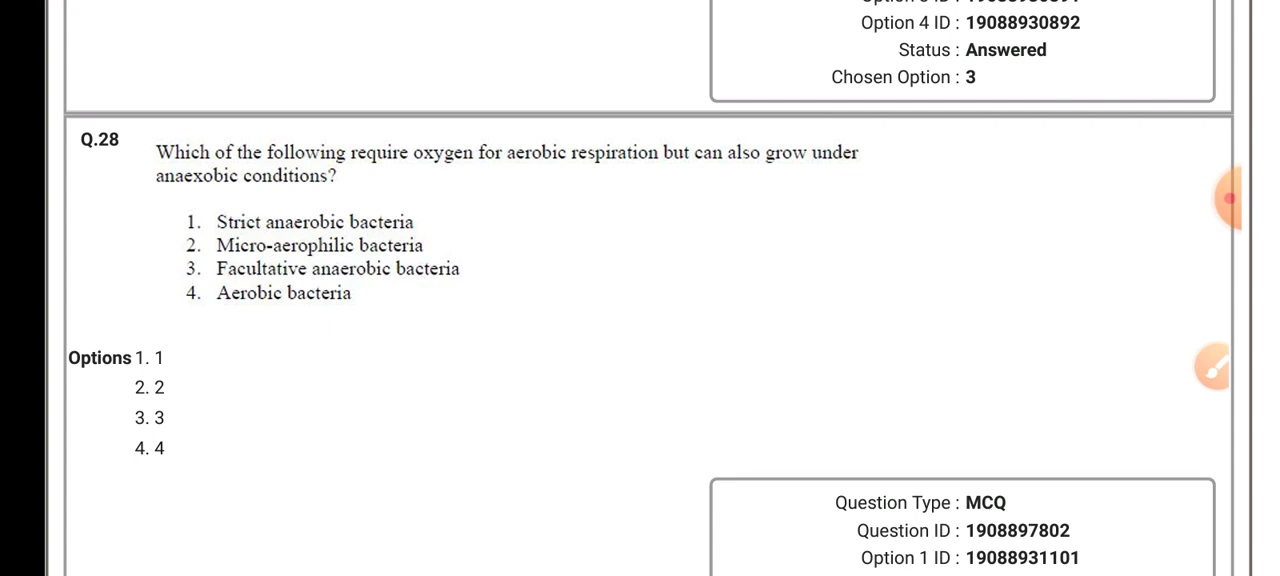 Option 4 ID : 19088930892
Status : Answered
Chosen Option : 3
Q.28
Which of the following require oxygen for aerobic respiration but can also grow under
anaexobic conditions?
1. Strict anaerobic bacteria
2. Micro-aerophilic bacteria
3. Facultative anaerobic bacteria
4. Aerobic bacteria
Options 1. 1
2. 2
3. 3
4. 4
Question Type : MCQ
Question ID : 1908897802
Option 1 ID : 19088931101